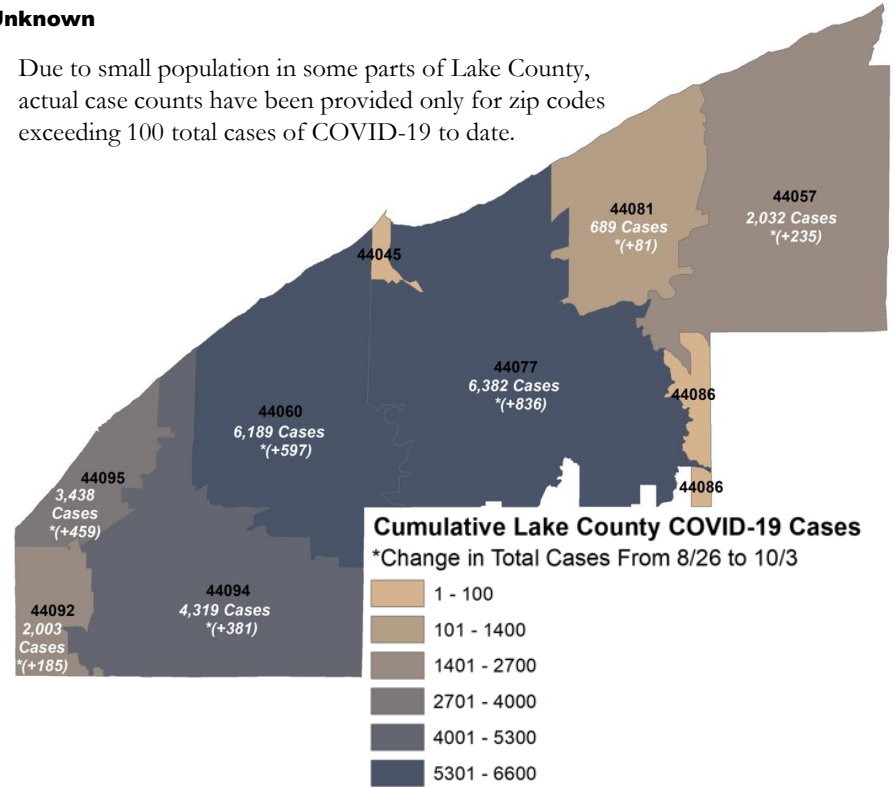 Unknown
Due to small population in some parts of Lake County,
actual case counts have been provided only for zip codes
exceeding 100 total cases of COVID-19 to date.
44057
2,032 Cases
*(+235)
44081
689 Cases
*(+81)
44045
44077
6,382 Cases
*(+836)
44086
44060
6,189 Cases
*(+597)
44095
3,438
Cases
*(+459)
44086
44094
4,319 Cases
*(+381)
44092
2,003
Cases
*(+185)
Cumulative Lake County COVID-19 Cases
*Change in Total Cases From 8/26 to 10/3
1 - 100
101 - 1400
1401 - 2700
2701 - 4000
4001 - 5300
5301 - 6600